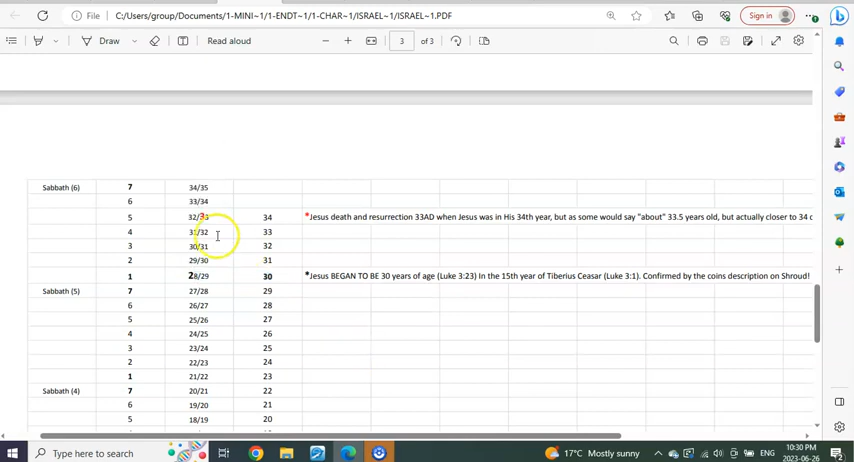 File C:/Users/group/Documents/1-MINI~1/1-ENDT~1/1-CHAR~1/ISRAEL~1/ISRAEL~1.PDF Sign in
Draw Read aloud 3 of 3
Sabbath (6) 7 34/35
6 33/34
5 32/33 34 *Jesus death and resurrection 33AD when Jesus was in His 34th year, but as some would say "about" 33.5 years old, but actually closer to 34 o
4 31/32 33
3 30/31 32
2 29/30 31
1 28/29 30 *Jesus BEGAN TO BE 30 years of age (Luke 3:23) In the 15th year of Tiberius Ceasar (Luke 3:1). Confirmed by the coins description on Shroud!
Sabbath (5) 7 27/28 29
6 26/27 28
5 25/26 27
4 24/25 26
3 23/24 25
2 22/23 24
1 21/22 23
Sabbath (4) 7 20/21 22
6 19/20 21
5 18/19 20
Type here to search 17°C Mostly sunny ENG 10:30 PM
2023-06-26